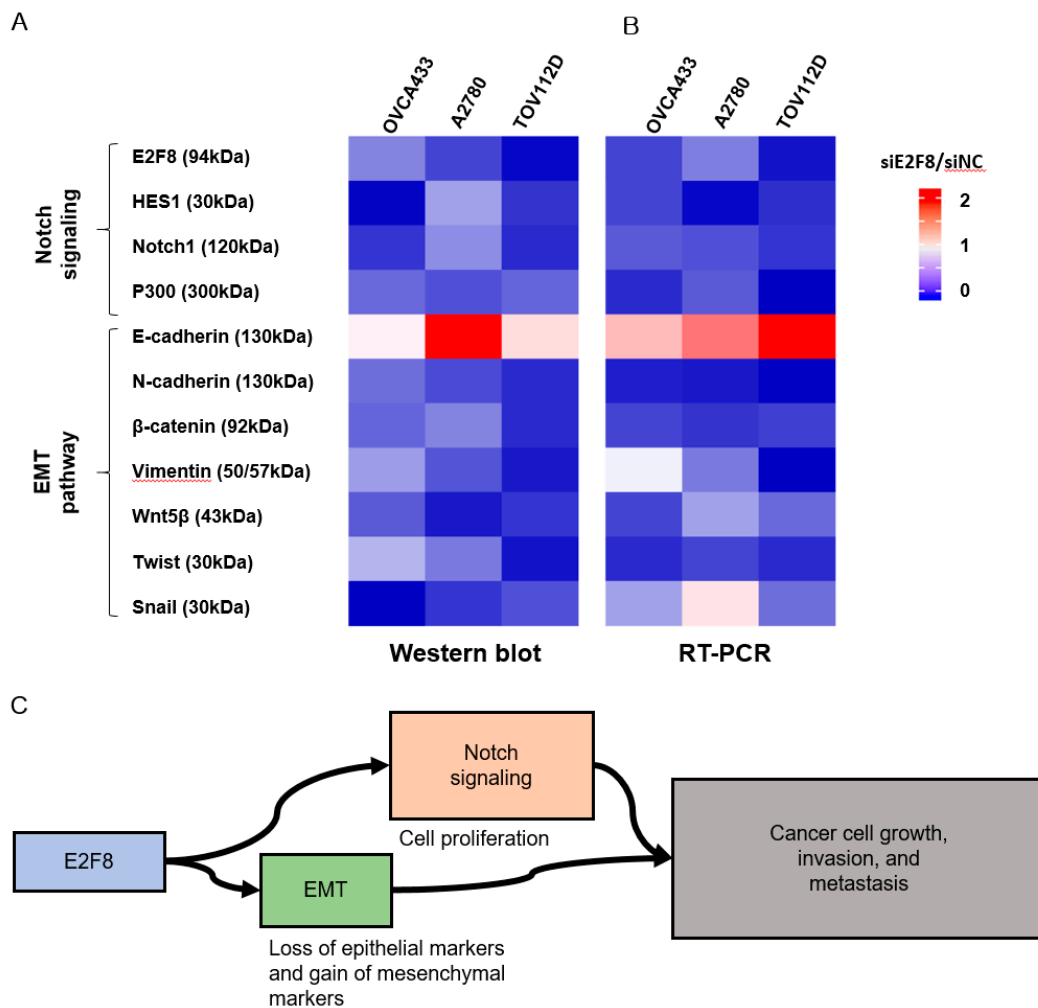 A
B
OVCA433
A2780
TOV112D
OVCA433
A2780
TOV112D
Notch
signaling
E2F8 (94kDa)
HES1 (30kDa)
Notch1 (120kDa)
P300 (300kDa)
EMT
pathway
E-cadherin (130kDa)
N-cadherin (130kDa)
β-catenin (92kDa)
Vimentin (50/57kDa)
Wnt5β (43kDa)
Twist (30kDa)
Snail (30kDa)
siE2F8/siNC
2
1
0
Western blot
RT-PCR
C
E2F8
Notch
signaling
Cell proliferation
EMT
Loss of epithelial markers
and gain of mesenchymal
markers
Cancer cell growth,
invasion, and
metastasis